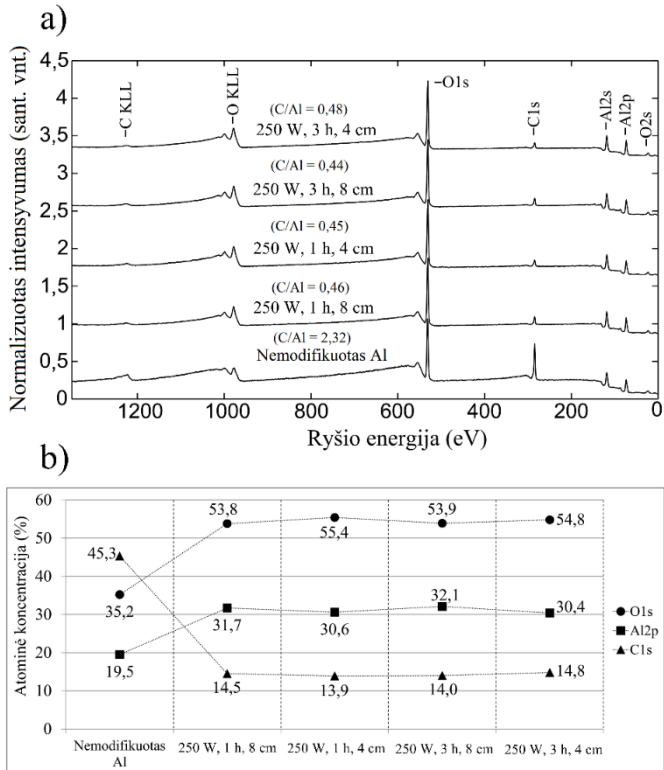 a)
Normalizuotas intensyvumas (sant. vnt.)
4,5
4
3,5
3
2,5
2
1,5
1
0,5
0
–C KLL
–O KLL
–O1s
–C1s
–Al2s
–Al2p
–O2s
(C/Al = 0,48)
250 W, 3 h, 4 cm
(C/Al = 0,44)
250 W, 3 h, 8 cm
(C/Al = 0,45)
250 W, 1 h, 4 cm
(C/Al = 0,46)
250 W, 1 h, 8 cm
(C/Al = 2,32)
Nemodifikuotas Al
1200 1000 800 600 400 200 0
Ryšio energija (eV)
b)
Atominė koncentracija (%)
60
50
40
30
20
10
0
45,3
35,2
19,5
53,8
31,7
14,5
55,4
30,6
13,9
53,9
32,1
14,0
54,8
30,4
14,8
O1s
Al2p
C1s
Nemodifikuotas
Al
250 W, 1 h, 8 cm
250 W, 1 h, 4 cm
250 W, 3 h, 8 cm
250 W, 3 h, 4 cm